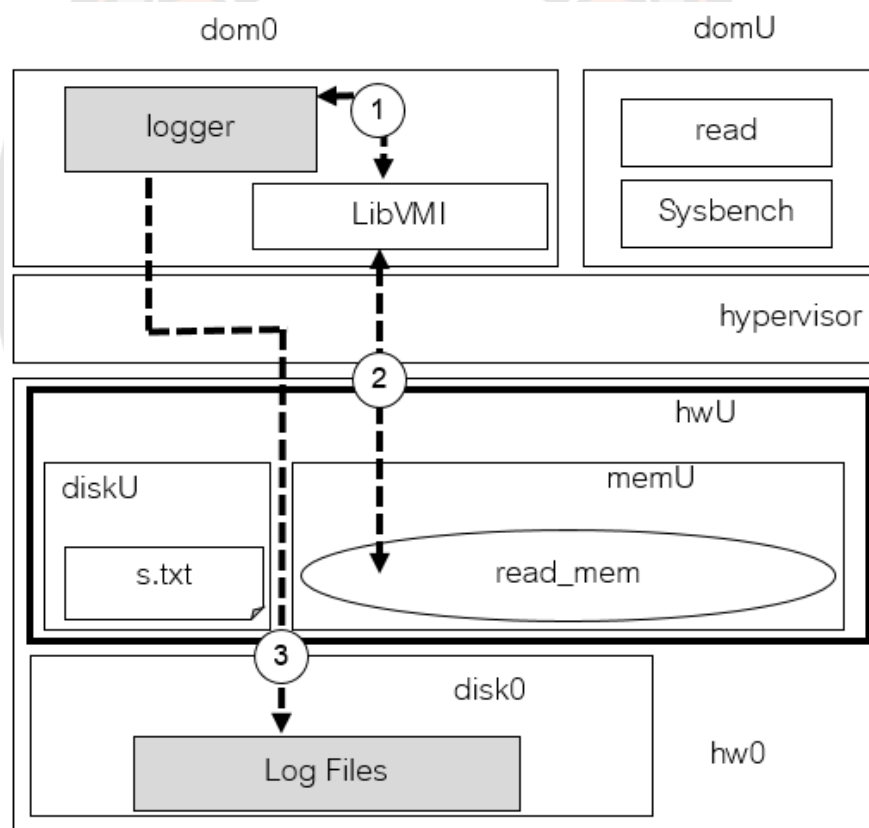 dom0
domU
logger
1
read
LibVMI
Sysbench
hypervisor
2
hwU
diskU
memU
s.txt
read_mem
3
disk0
Log Files
hw0